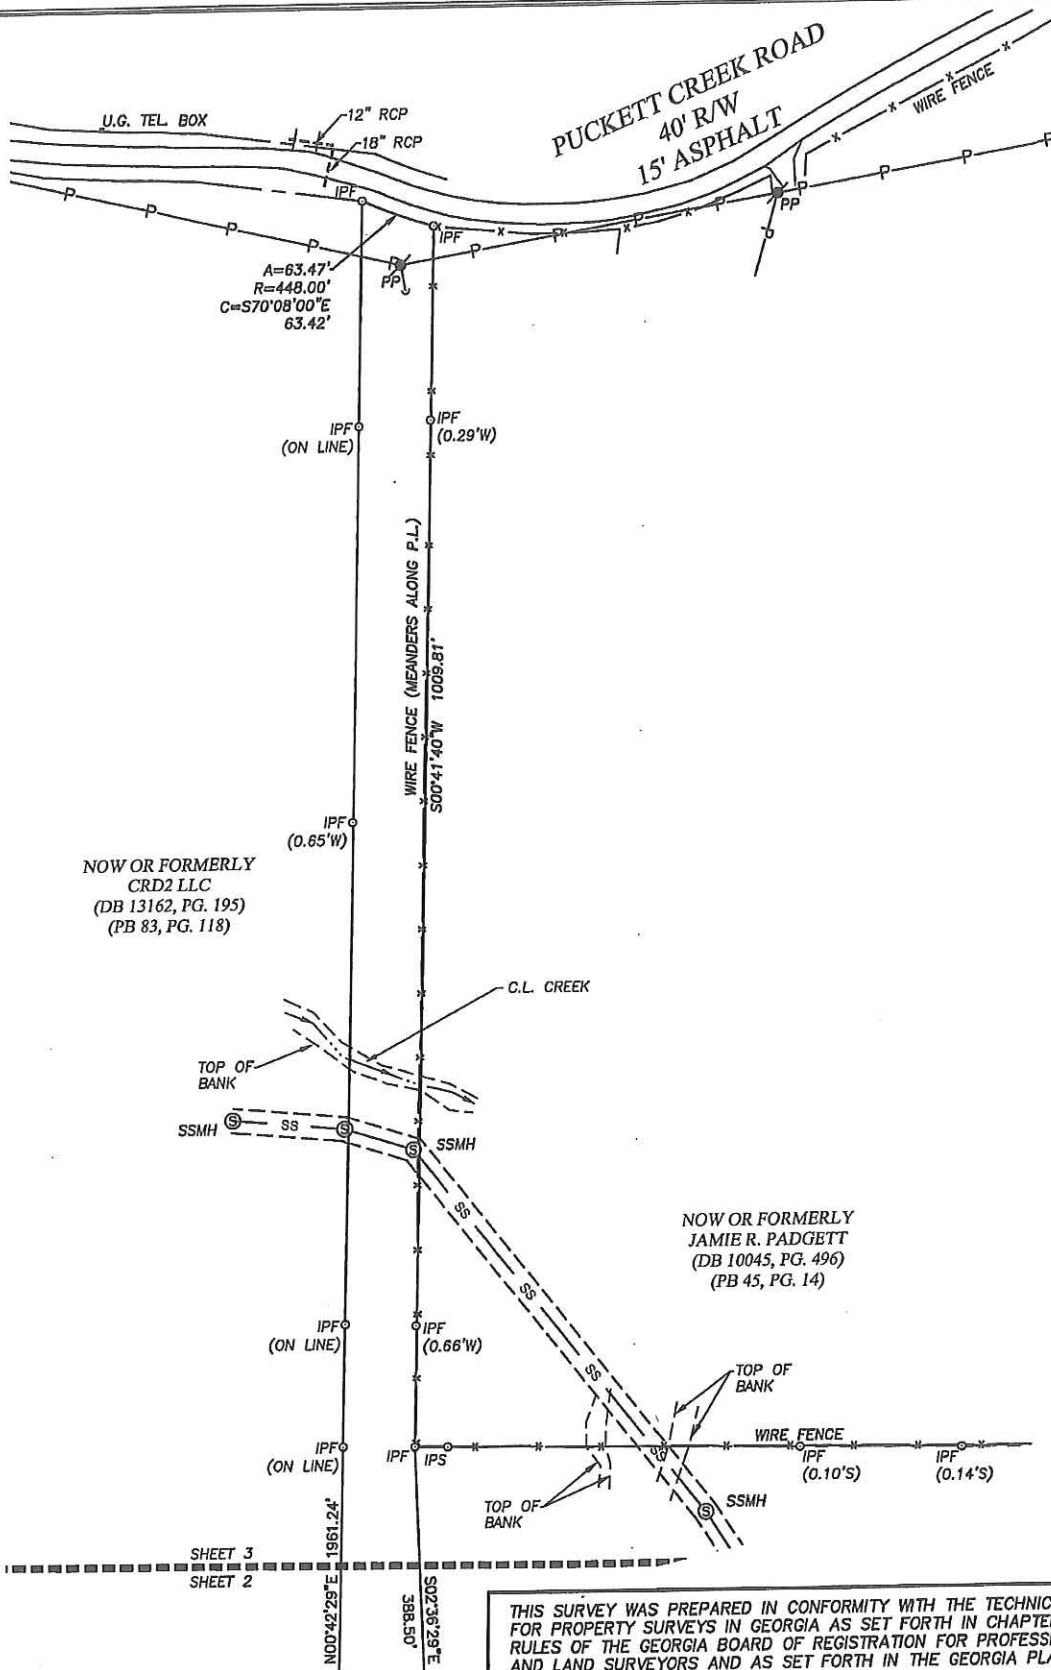 PUCKETT CREEK ROAD
40' R/W
15' ASPHALT
U.G. TEL. BOX
12" RCP
18" RCP
WIRE FENCE
IPF
IPF
PP
PP
A=63.47'
R=448.00'
C=S70°08'00"E
63.42'
IPF
(ON LINE)
IPF
(0.29'W)
WIRE FENCE (MEANDERS ALONG P.L.)
S00°41'40"W 1009.81'
IPF
(0.65'W)
NOW OR FORMERLY
CRD2 LLC
(DB 13162, PG. 195)
(PB 83, PG. 118)
C.L. CREEK
TOP OF
BANK
SSMH
SS
SSMH
SS
SS
SS
SS
NOW OR FORMERLY
JAMIE R. PADGETT
(DB 10045, PG. 496)
(PB 45, PG. 14)
IPF
(ON LINE)
IPF
(0.66'W)
TOP OF
BANK
WIRE FENCE
IPF
(ON LINE)
IPF
IPS
IPF
(0.10'S)
IPF
(0.14'S)
TOP OF
BANK
SSMH
N00°42'29"E 1961.24'
SHEET 3
SHEET 2
S02°36'29"E
388.50'
THIS SURVEY WAS PREPARED IN CONFORMITY WITH THE TECHNIC
FOR PROPERTY SURVEYS IN GEORGIA AS SET FORTH IN CHAPTE
RULES OF THE GEORGIA BOARD OF REGISTRATION FOR PROFESSI
AND LAND SURVEYORS AND AS SET FORTH IN THE GEORGIA PLA